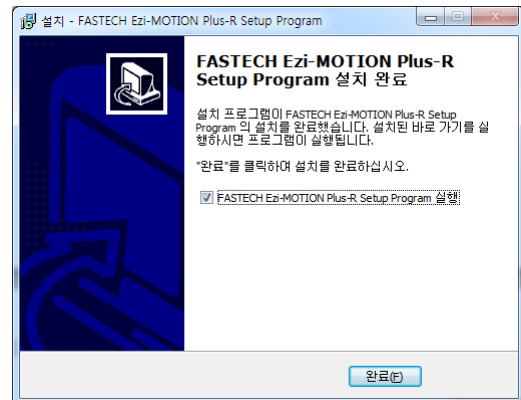 설치 - FASTECH Ezi-MOTION Plus-R Setup Program
FASTECH Ezi-MOTION Plus-R
Setup Program 설치 완료
설치 프로그램이 FASTECH Ezi-MOTION Plus-R Setup
Program 의 설치를 완료했습니다. 설치된 바로 가기를 실
행하시면 프로그램이 실행됩니다.
"완료"를 클릭하여 설치를 완료하십시오.
FASTECH Ezi-MOTION Plus-R Setup Program 실행
완료(F)